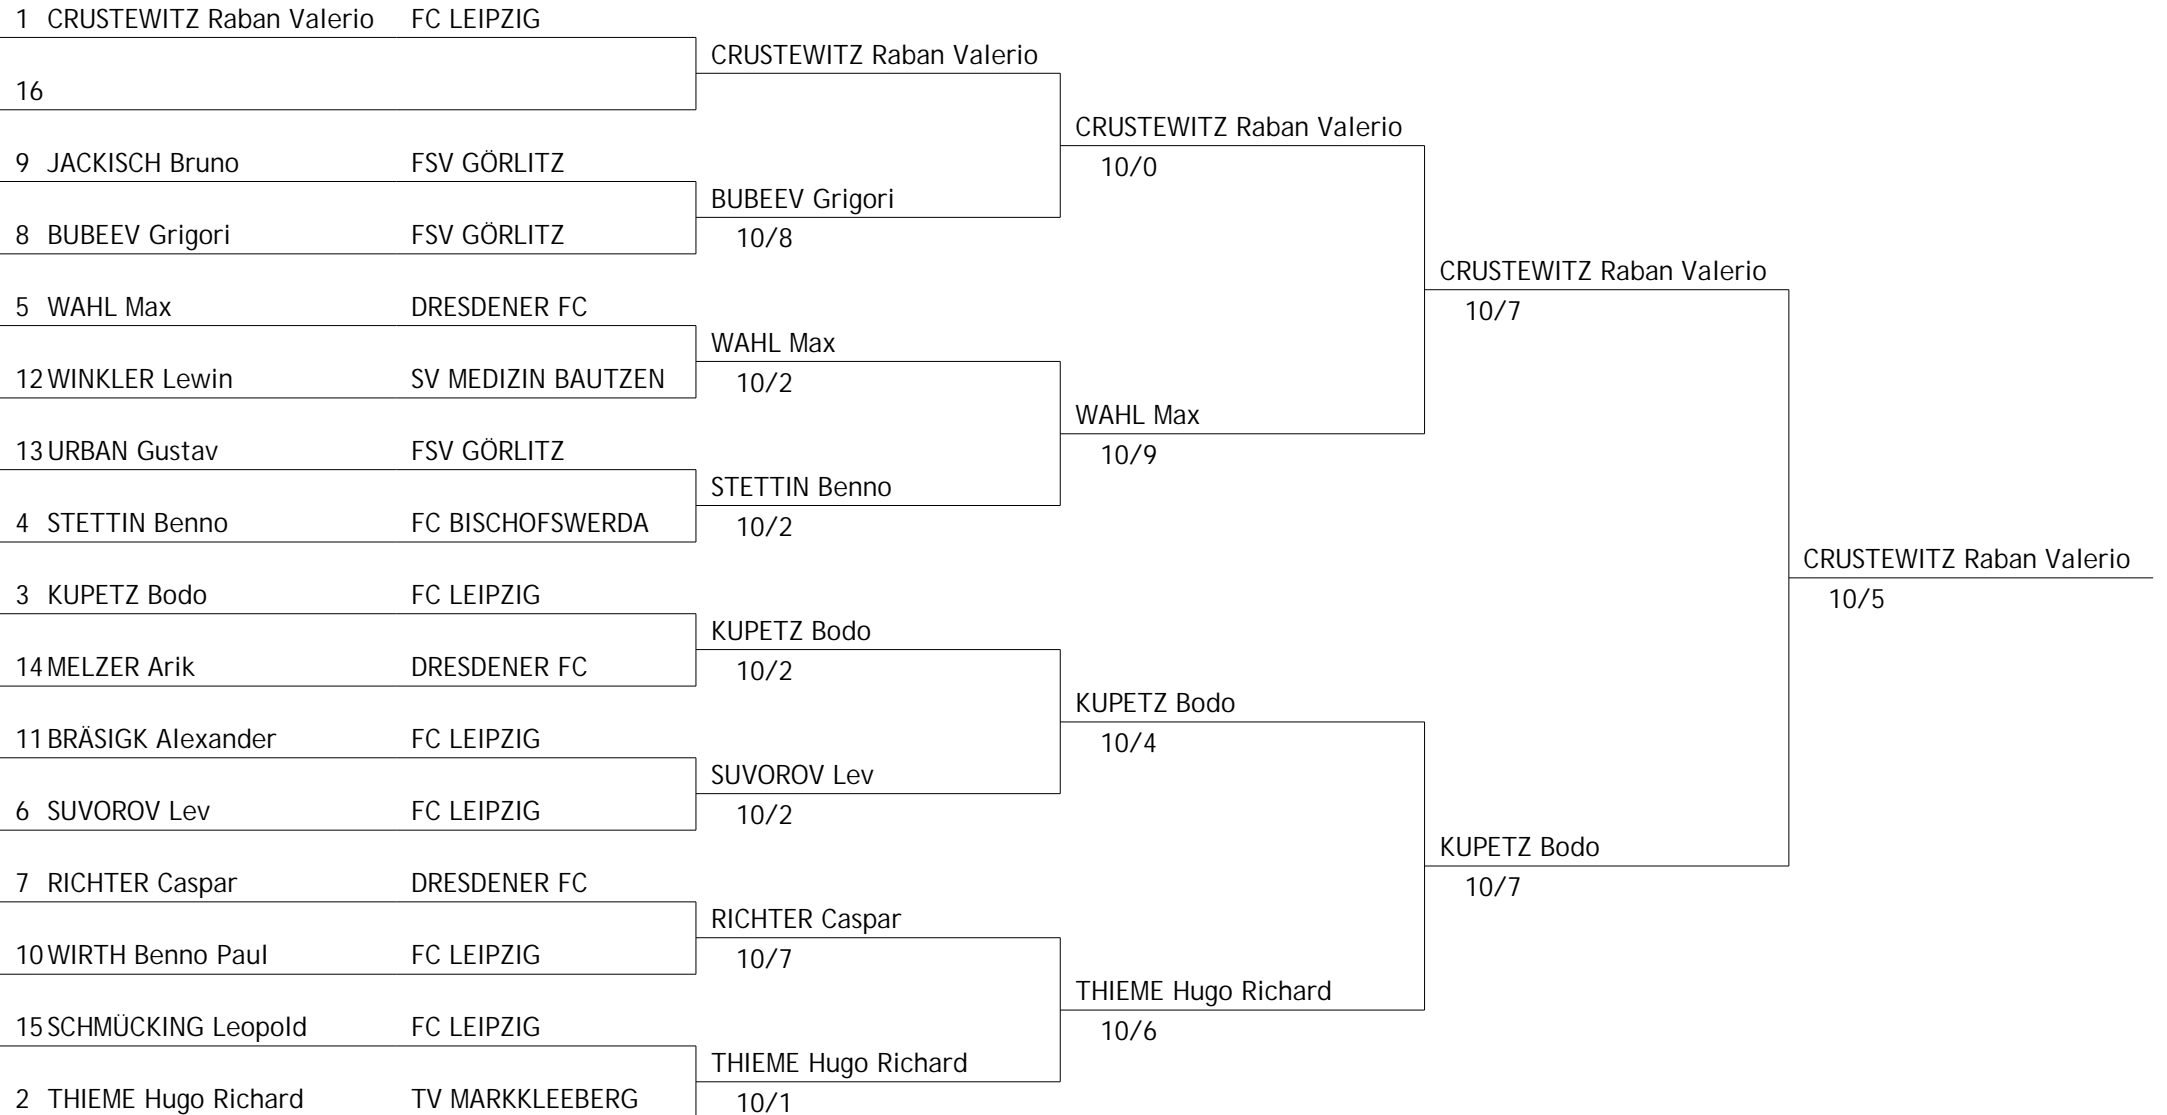 1 CRUSTEWITZ Raban Valerio FC LEIPZIG
CRUSTEWITZ Raban Valerio
16
CRUSTEWITZ Raban Valerio
9 JACKISCH Bruno FSV GÖRLITZ
10/0
BUBEEV Grigori
8 BUBEEV Grigori FSV GÖRLITZ
10/8
CRUSTEWITZ Raban Valerio
5 WAHL Max DRESDENER FC
10/7
WAHL Max
12 WINKLER Lewin SV MEDIZIN BAUTZEN
10/2
WAHL Max
13 URBAN Gustav FSV GÖRLITZ
10/9
STETTIN Benno
4 STETTIN Benno FC BISCHOFSWERDA
10/2
CRUSTEWITZ Raban Valerio
3 KUPETZ Bodo FC LEIPZIG
10/5
KUPETZ Bodo
14 MELZER Arik DRESDENER FC
10/2
KUPETZ Bodo
11 BRÄSIGK Alexander FC LEIPZIG
10/4
SUVOROV Lev
6 SUVOROV Lev FC LEIPZIG
10/2
KUPETZ Bodo
7 RICHTER Caspar DRESDENER FC
10/7
RICHTER Caspar
10 WIRTH Benno Paul FC LEIPZIG
10/7
THIEME Hugo Richard
15 SCHMÜCKING Leopold FC LEIPZIG
10/6
THIEME Hugo Richard
2 THIEME Hugo Richard TV MARKKLEEBERG
10/1